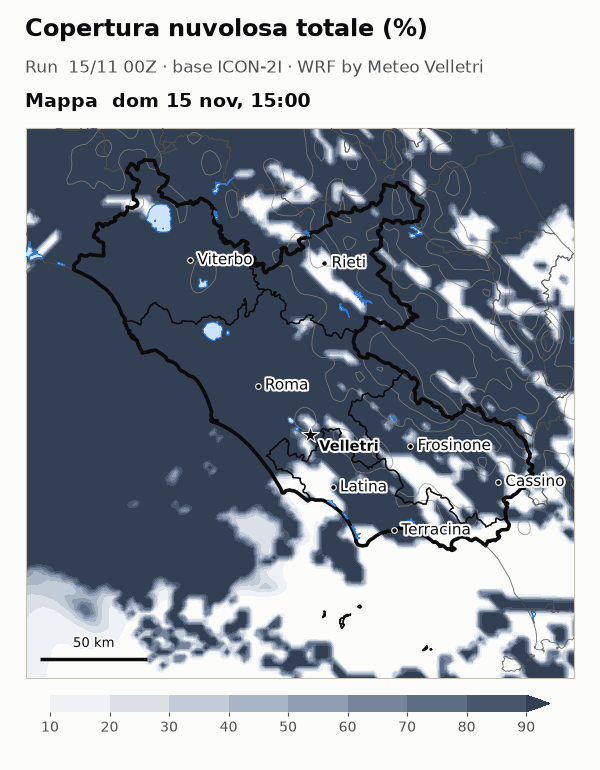 Copertura nuvolosa totale (%)
Run 15/11 00Z · base ICON-2I · WRF by Meteo Velletri
Mappa dom 15 nov, 15:00
Viterbo
Rieti
Roma
Velletri
Frosinone
Latina
Cassino
Terracina
50 km
10 20 30 40 50 60 70 80 90